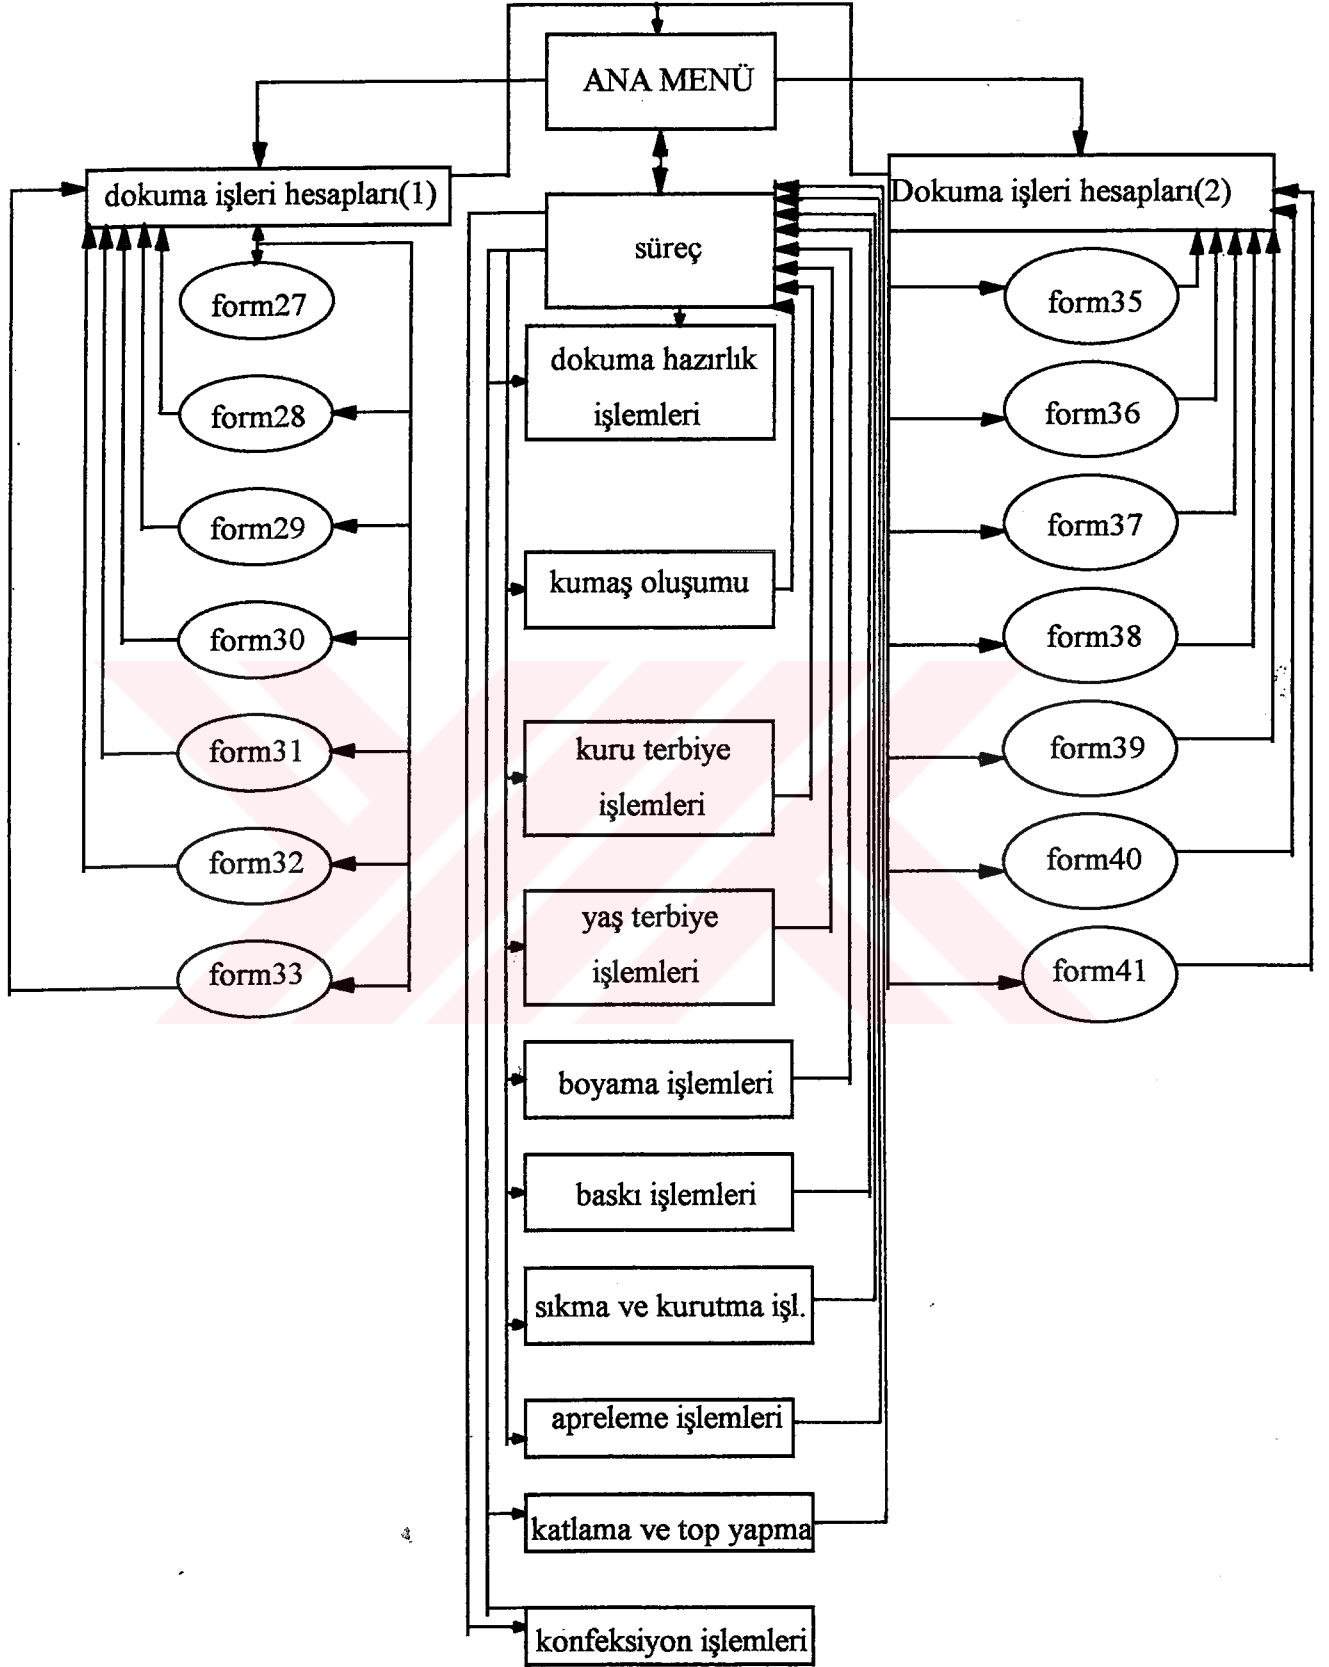 ANA MENÜ
dokuma işleri hesapları(1)
form27
form28
form29
form30
form31
form32
form33
süreç
dokuma hazırlık
işlemleri
kumaş oluşumu
kuru terbiye
işlemleri
yaş terbiye
işlemleri
boyama işlemleri
baskı işlemleri
sıkma ve kurutma işl.
apreleme işlemleri
katlama ve top yapma
konfeksiyon işlemleri
Dokuma işleri hesapları(2)
form35
form36
form37
form38
form39
form40
form41